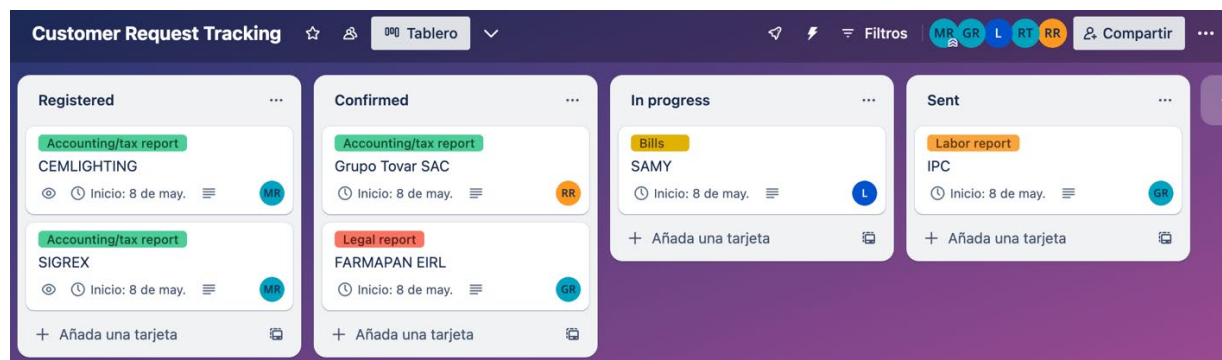 Customer Request Tracking Tablero Filtros MR GR L RT RR Compartir
Registered
Accounting/tax report
CEMLIGHTING
Inicio: 8 de may. MR
Accounting/tax report
SIGREX
Inicio: 8 de may. MR
+ Añada una tarjeta
Confirmed
Accounting/tax report
Grupo Tovar SAC
Inicio: 8 de may. RR
Legal report
FARMAPAN EIRL
Inicio: 8 de may. GR
+ Añada una tarjeta
In progress
Bills
SAMY
Inicio: 8 de may. L
+ Añada una tarjeta
Sent
Labor report
IPC
Inicio: 8 de may. GR
+ Añada una tarjeta